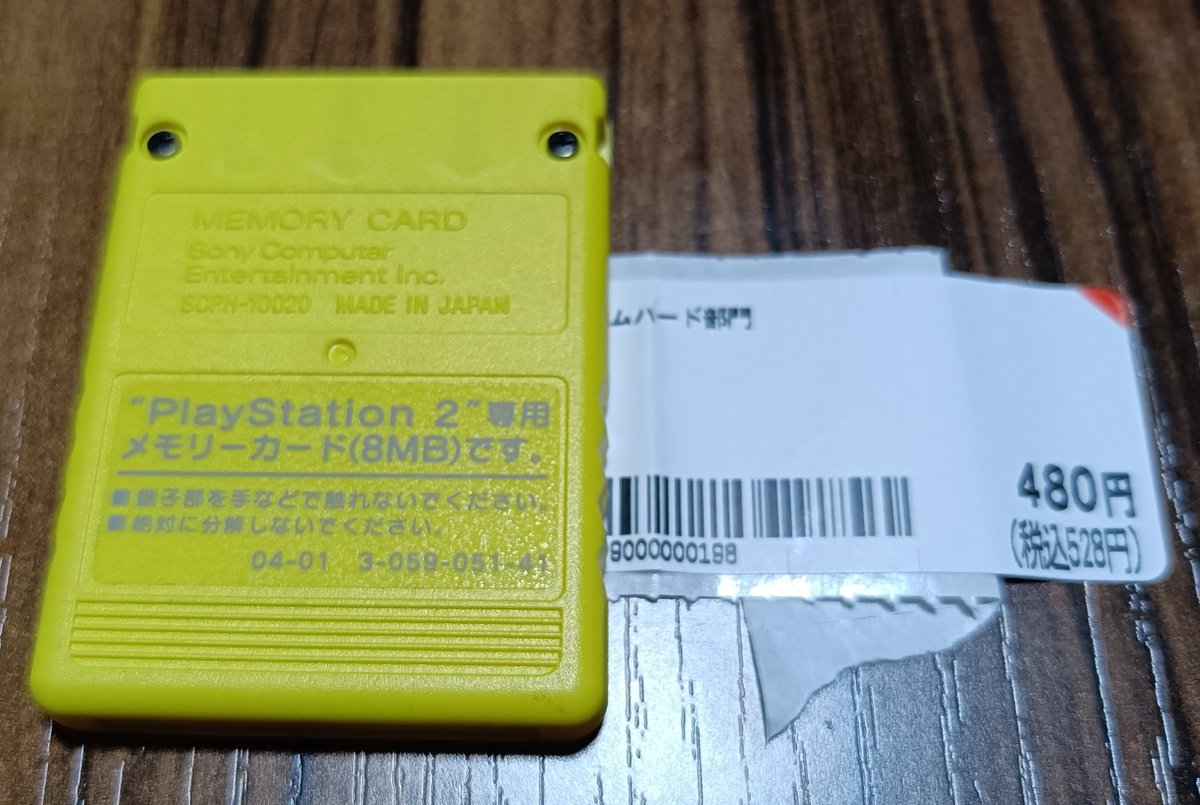 MEMORY CARD
Sony Computer
Entertainment Inc.
SCPH-10020 MADE IN JAPAN
"PlayStation 2"専用
メモリーカード(8MB)です。
■端子部を手などで触れないでください。
■絶対に分解しないでください。
04-01 3-059-051-41
ムハード部門
9000000198
480円
(税込528円)